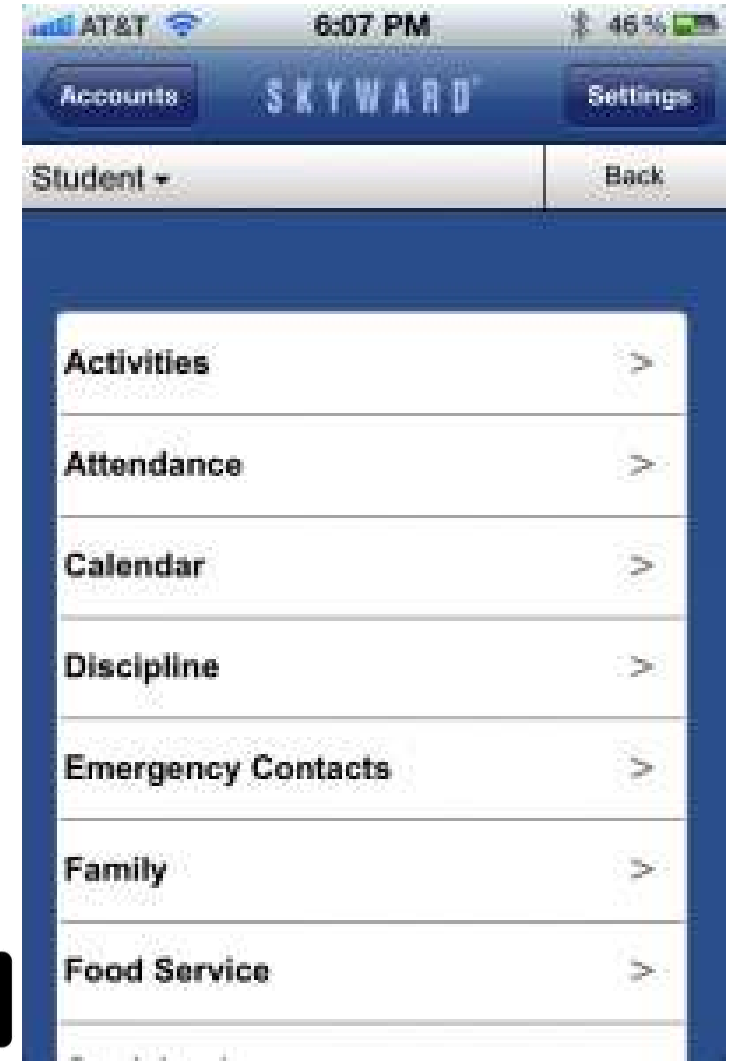 AT&T 6:07 PM 46%
Accounts SKYWARD® Settings
Student Back
Activities >
Attendance >
Calendar >
Discipline >
Emergency Contacts >
Family >
Food Service >